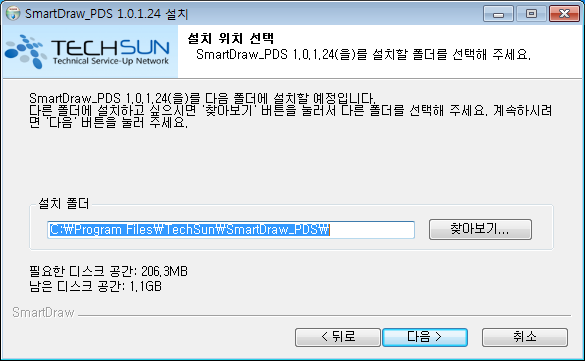 SmartDraw_PDS 1.0.1.24 설치
TECHSUN
Technical Service-Up Network
설치 위치 선택
SmartDraw_PDS 1.0.1.24(을)를 설치할 폴더를 선택해 주세요.
SmartDraw_PDS 1.0.1.24(을)를 다음 폴더에 설치할 예정입니다.
다른 폴더에 설치하고 싶으시면 '찾아보기' 버튼을 눌러서 다른 폴더를 선택해 주세요. 계속하시려
면 '다음' 버튼을 눌러 주세요.
설치 폴더
C:₩Program Files₩TechSun₩SmartDraw_PDS₩
찾아보기...
필요한 디스크 공간: 206.3MB
남은 디스크 공간: 1.1GB
SmartDraw
< 뒤로
다음 >
취소